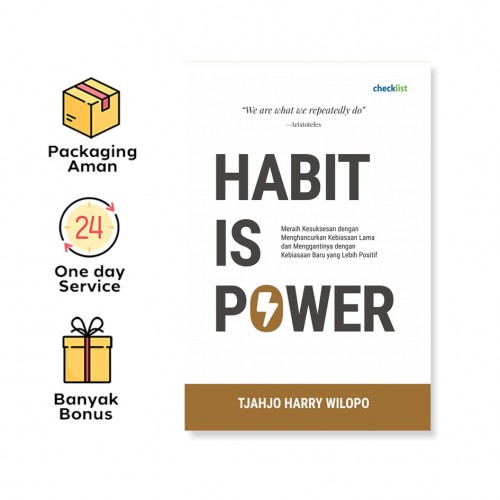 Packaging
Aman
24
One day
Service
Banyak
Bonus
checklist
“We are what we repeatedly do”
—Aristoteles
HABIT
IS
Meraih Kesuksesan dengan
Menghancurkan Kebiasaan Lama
dan Menggantinya dengan
Kebiasaan Baru yang Lebih Positif
POWER
TJAHJO HARRY WILOPO